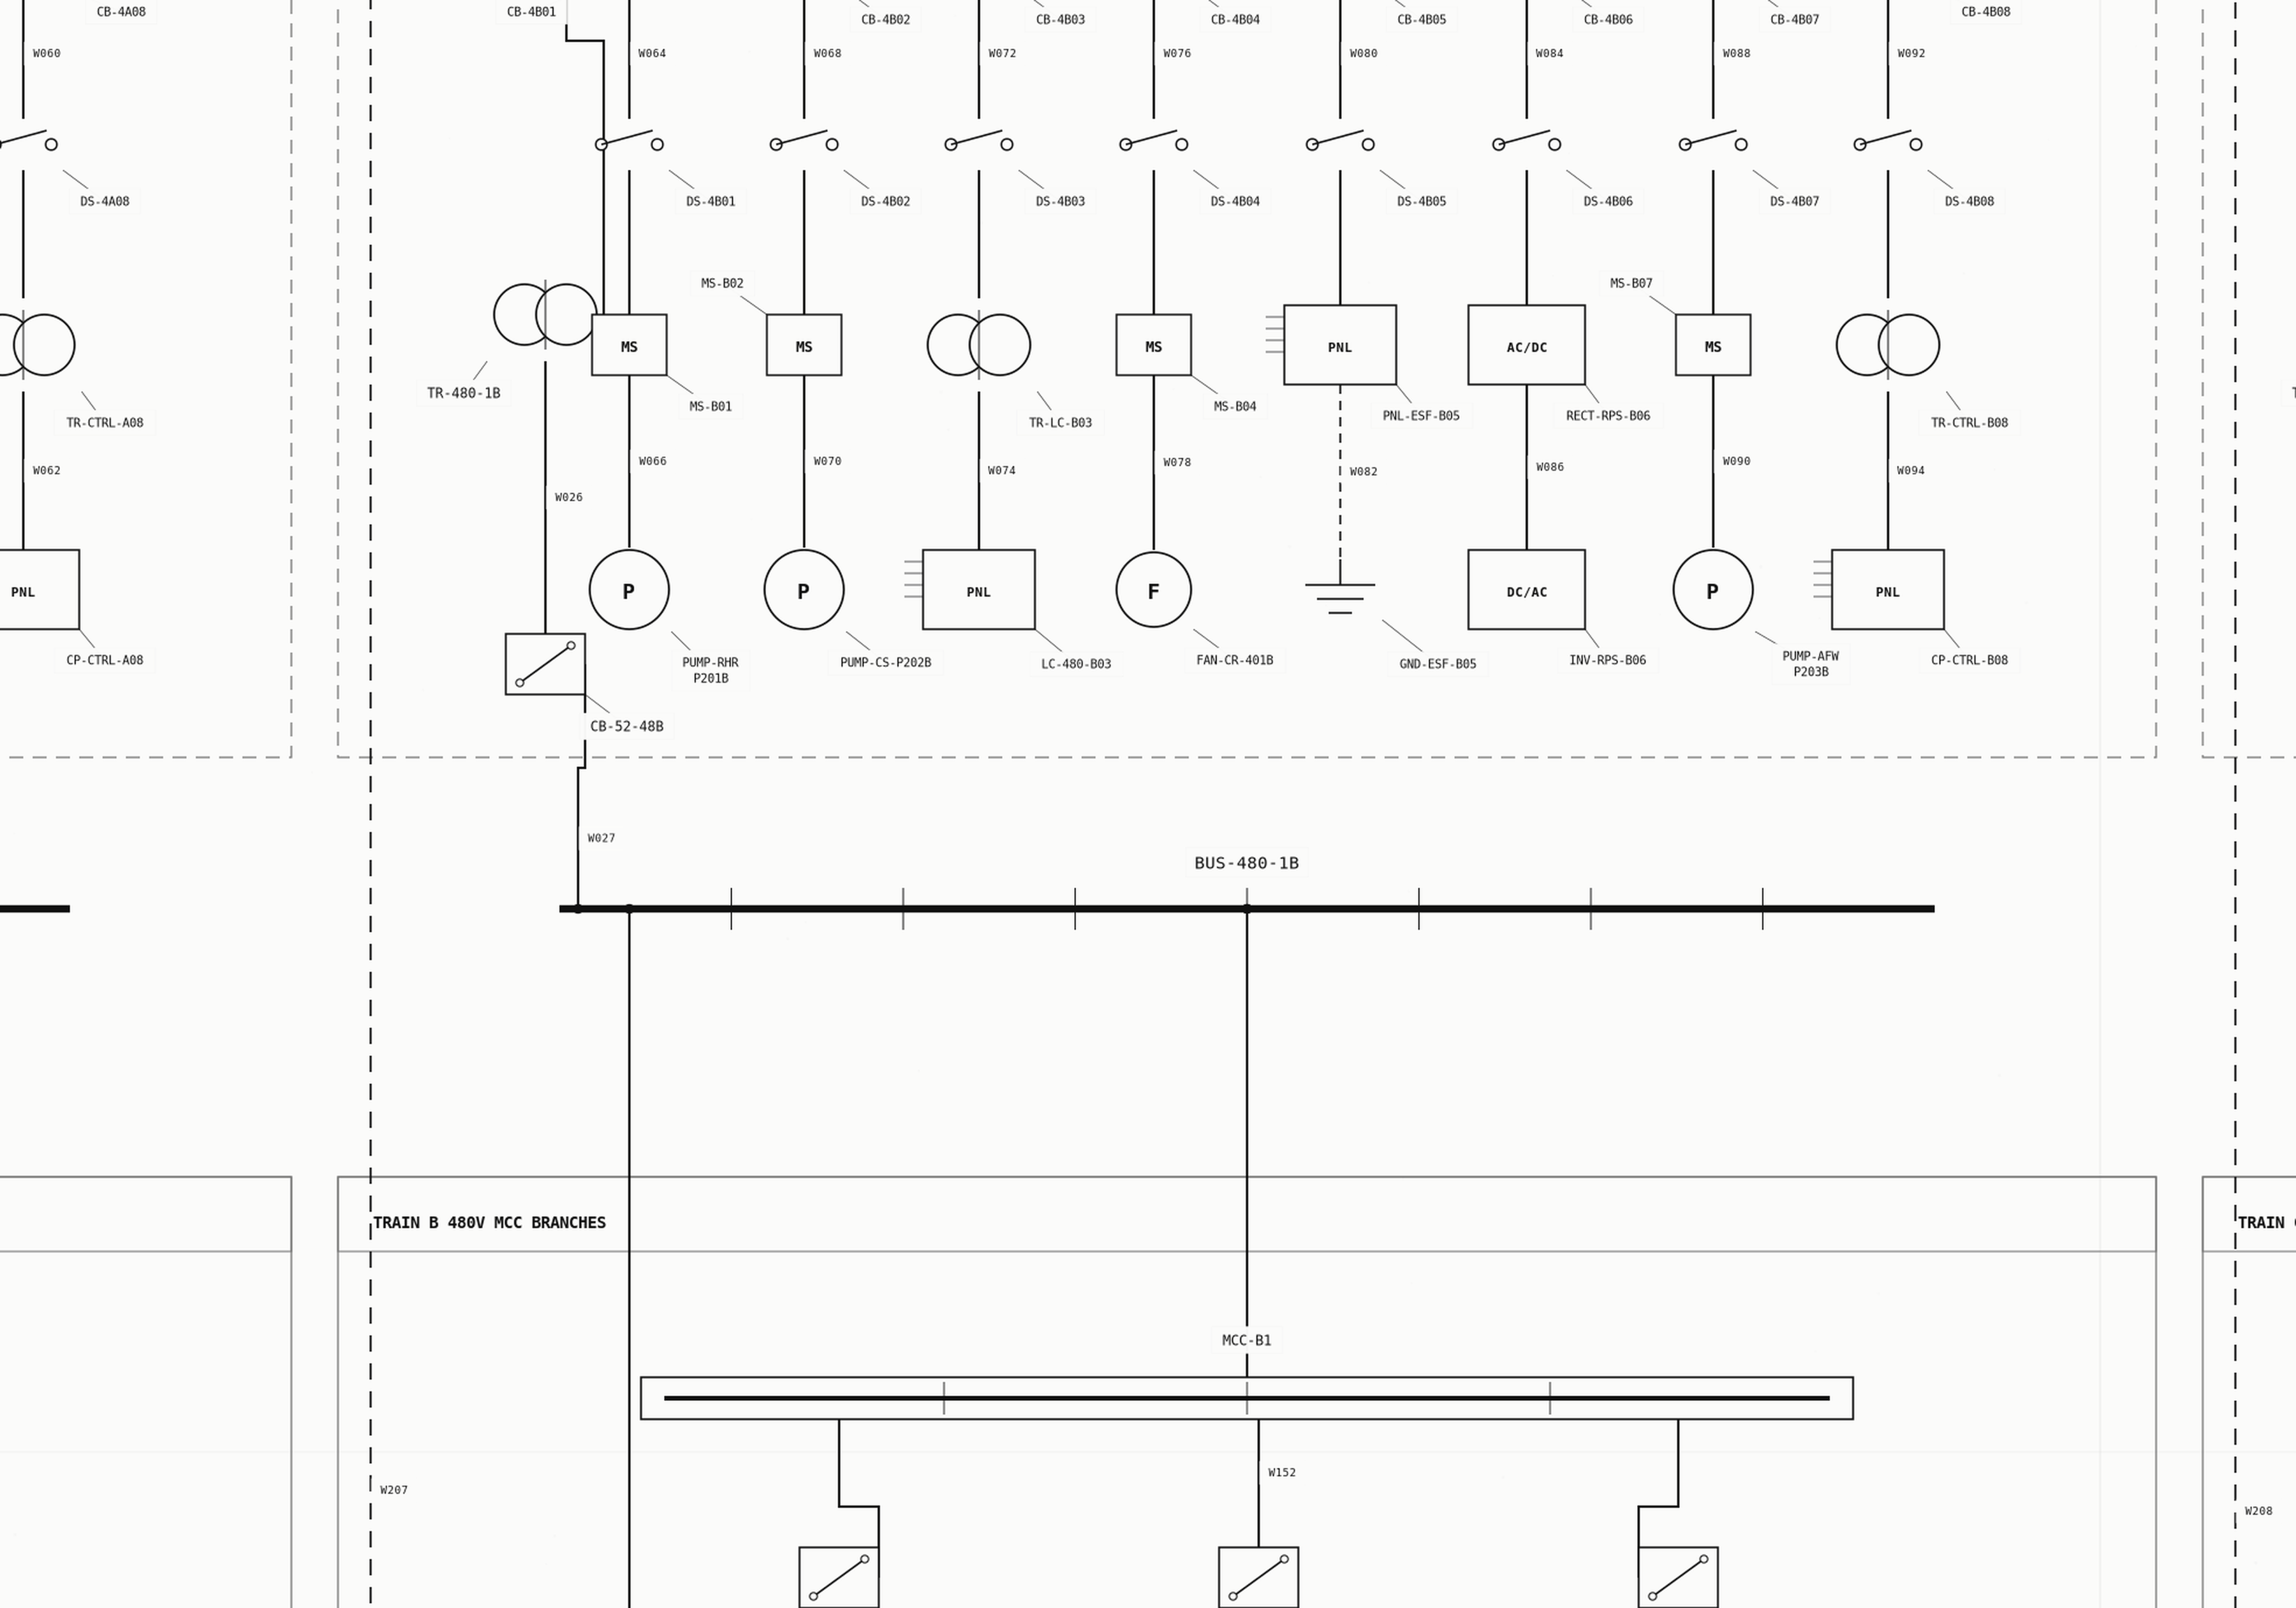 CB-4A08
CB-4B01
CB-4B02
CB-4B03
CB-4B04
CB-4B05
CB-4B06
CB-4B07
CB-4B08
W060
W064
W068
W072
W076
W080
W084
W088
W092
DS-4A08
DS-4B01
DS-4B02
DS-4B03
DS-4B04
DS-4B05
DS-4B06
DS-4B07
DS-4B08
MS-B02
MS-B07
MS
MS
MS
PNL
AC/DC
MS
TR-480-1B
MS-B01
MS-B04
PNL-ESF-B05
RECT-RPS-B06
TR-CTRL-A08
TR-LC-B03
TR-CTRL-B08
W062
W066
W070
W074
W078
W082
W086
W090
W094
W026
PNL
P
P
PNL
F
DC/AC
P
PNL
CP-CTRL-A08
PUMP-RHR
P201B
PUMP-CS-P202B
LC-480-B03
FAN-CR-401B
GND-ESF-B05
INV-RPS-B06
PUMP-AFW
P203B
CP-CTRL-B08
CB-52-48B
W027
BUS-480-1B
TRAIN B 480V MCC BRANCHES
TRAIN
MCC-B1
W152
W207
W208